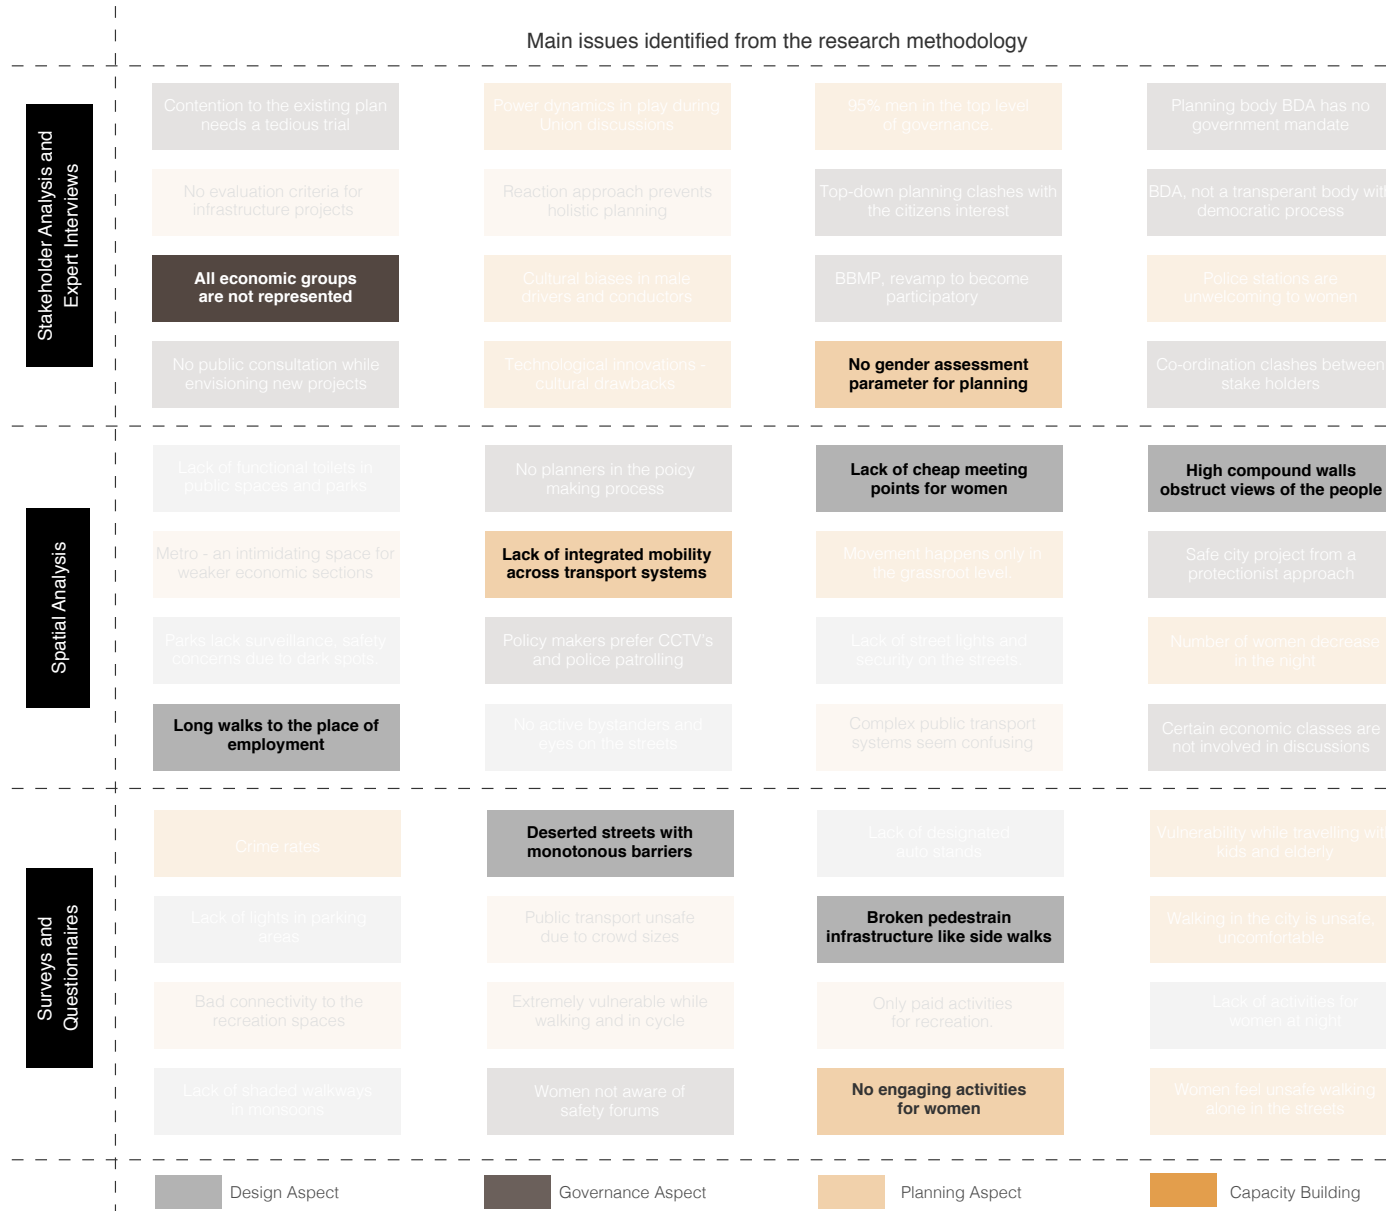 Main issues identified from the research methodology
Stakeholder Analysis and
Expert Interviews
Contention to the existing plan
needs a tedious trial
Power dynamics in play during
Union discussions
95% men in the top level
of governance.
Planning body BDA has no
government mandate
No evaluation criteria for
infrastructure projects
Reaction approach prevents
holistic planning
Top-down planning clashes with
the citizens interest
BDA, not a transperant body with
democratic process
All economic groups
are not represented
Cultural biases in male
drivers and conductors
BBMP, revamp to become
participatory
Police stations are
unwelcoming to women
No public consultation while
envisioning new projects
Technological innovations -
cultural drawbacks
No gender assessment
parameter for planning
Co-ordination clashes between
stake holders
Spatial Analysis
Lack of functional toilets in
public spaces and parks
No planners in the poicy
making process
Lack of cheap meeting
points for women
High compound walls
obstruct views of the people
Metro - an intimidating space for
weaker economic sections
Lack of integrated mobility
across transport systems
Movement happens only in
the grassroot level.
Safe city project from a
protectionist approach
Parks lack surveillance, safety
concerns due to dark spots.
Policy makers prefer CCTV's
and police patrolling
Lack of street lights and
security on the streets
Number of women decrease
in the night
Long walks to the place of
employment
No active bystanders and
eyes on the streets
Complex public transport
systems seem confusing
Certain economic classes are
not involved in discussions
Surveys and
Questionnaires
Crime rates
Deserted streets with
monotonous barriers
Lack of designated
auto stands
Vulnerability while travelling with
kids and elderly
Lack of lights in parking
areas
Public transport unsafe
due to crowd sizes
Broken pedestrain
infrastructure like side walks
Walking in the city is unsafe,
uncomfortable
Bad connectivity to the
recreation spaces
Extremely vulnerable while
walking and in cycle
Only paid activities
for recreation.
Lack of activities for
women at night
Lack of shaded walkways
in monsoons
Women not aware of
safety forums
No engaging activities
for women
Women feel unsafe walking
alone in the streets
Design Aspect
Governance Aspect
Planning Aspect
Capacity Building